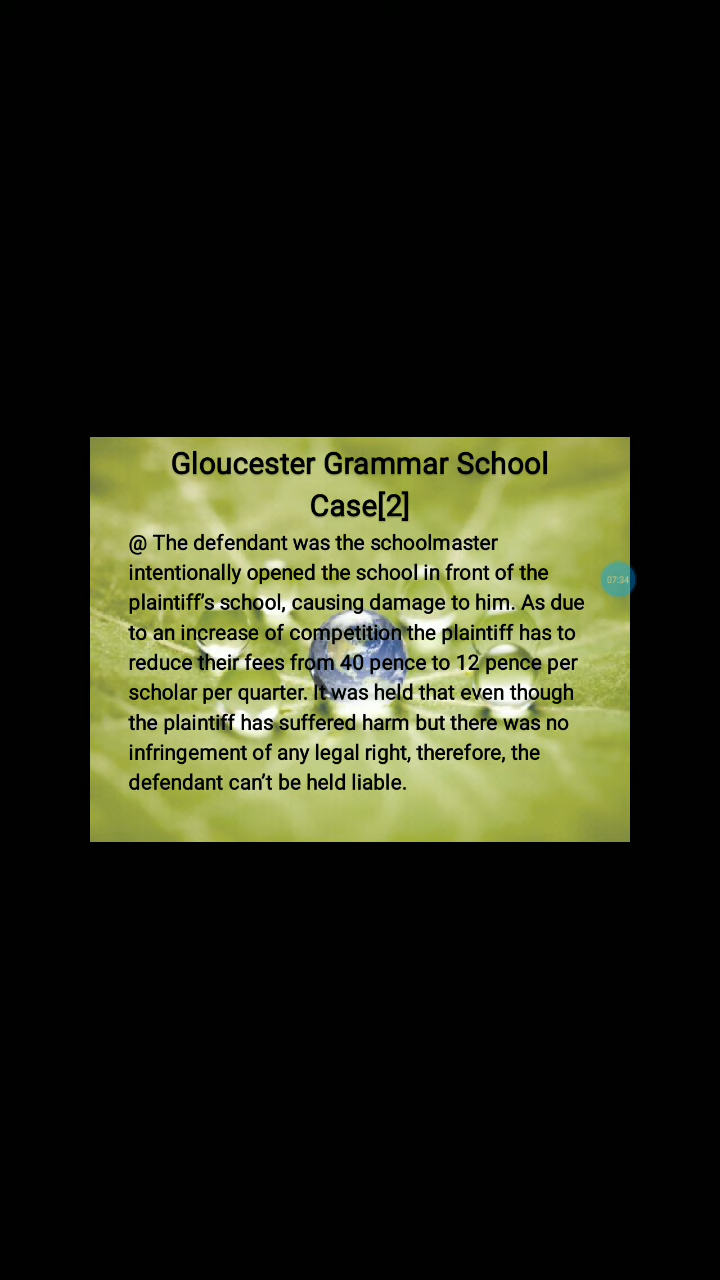 Gloucester Grammar School
Case[2]
@ The defendant was the schoolmaster
intentionally opened the school in front of the
plaintiff’s school, causing damage to him. As due
to an increase of competition the plaintiff has to
reduce their fees from 40 pence to 12 pence per
scholar per quarter. It was held that even though
the plaintiff has suffered harm but there was no
infringement of any legal right, therefore, the
defendant can’t be held liable.
07:34